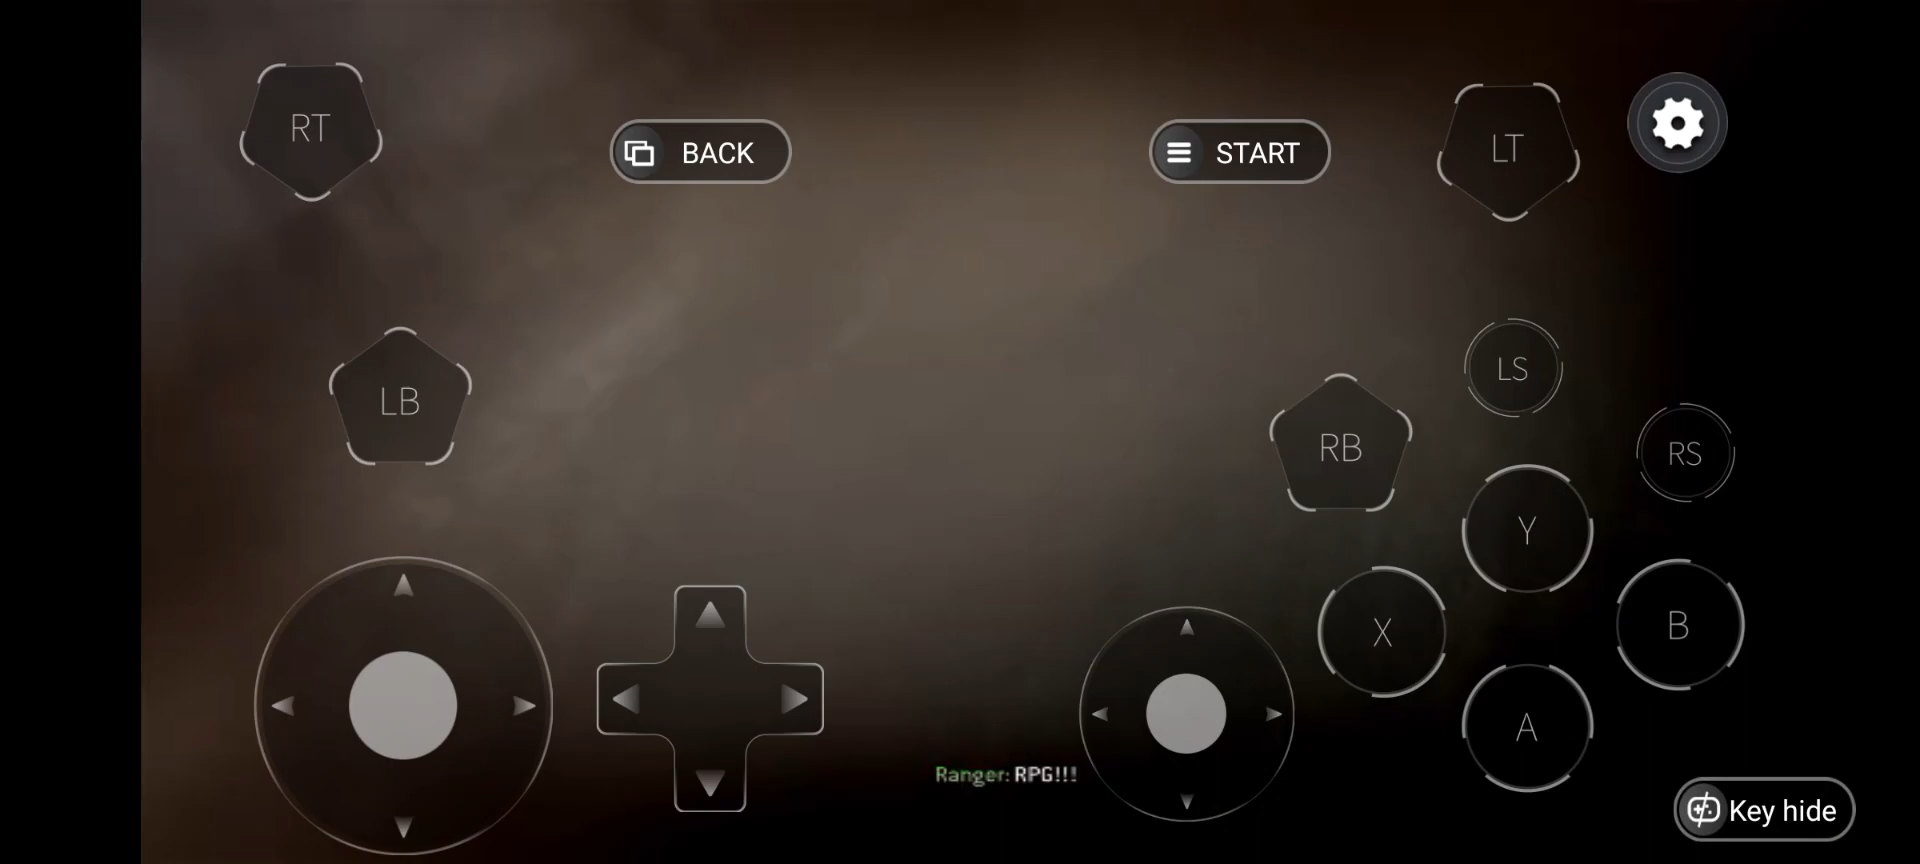 RT
BACK
START
LT
LB
LS
RB
RS
Y
X
B
A
Ranger: RPG!!!
Key hide